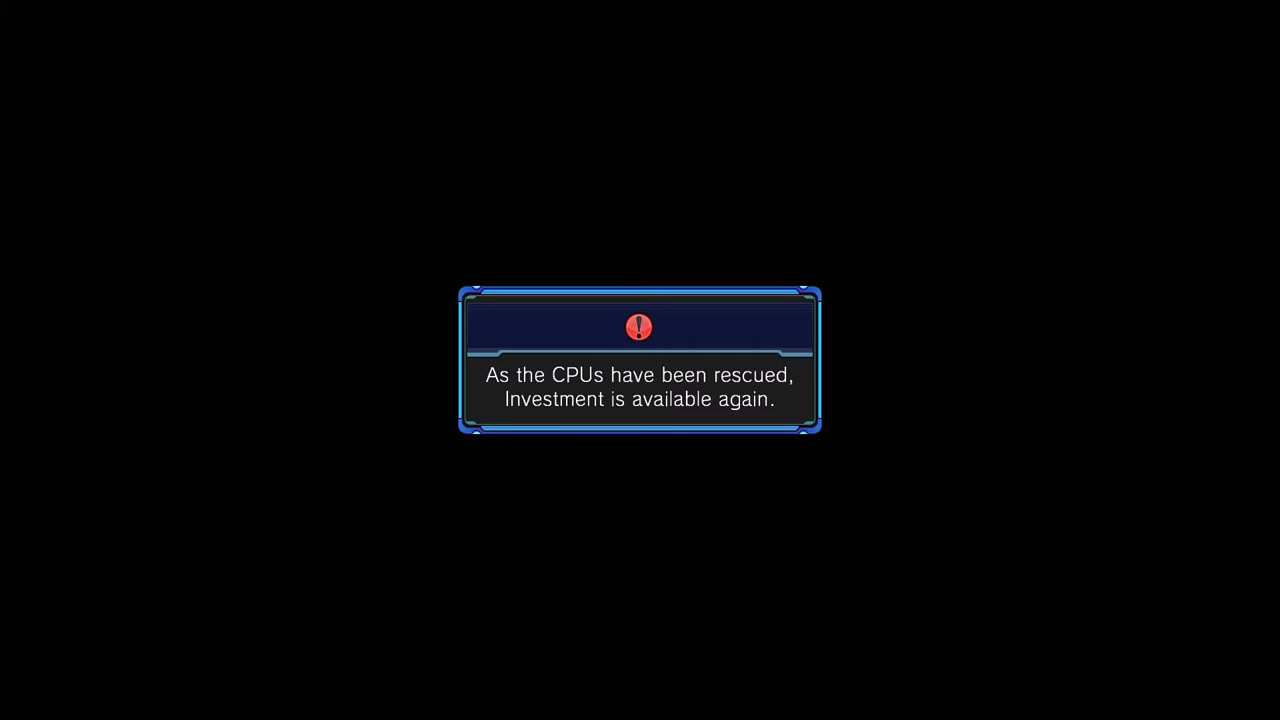 As the CPUs have been rescued,
Investment is available again.